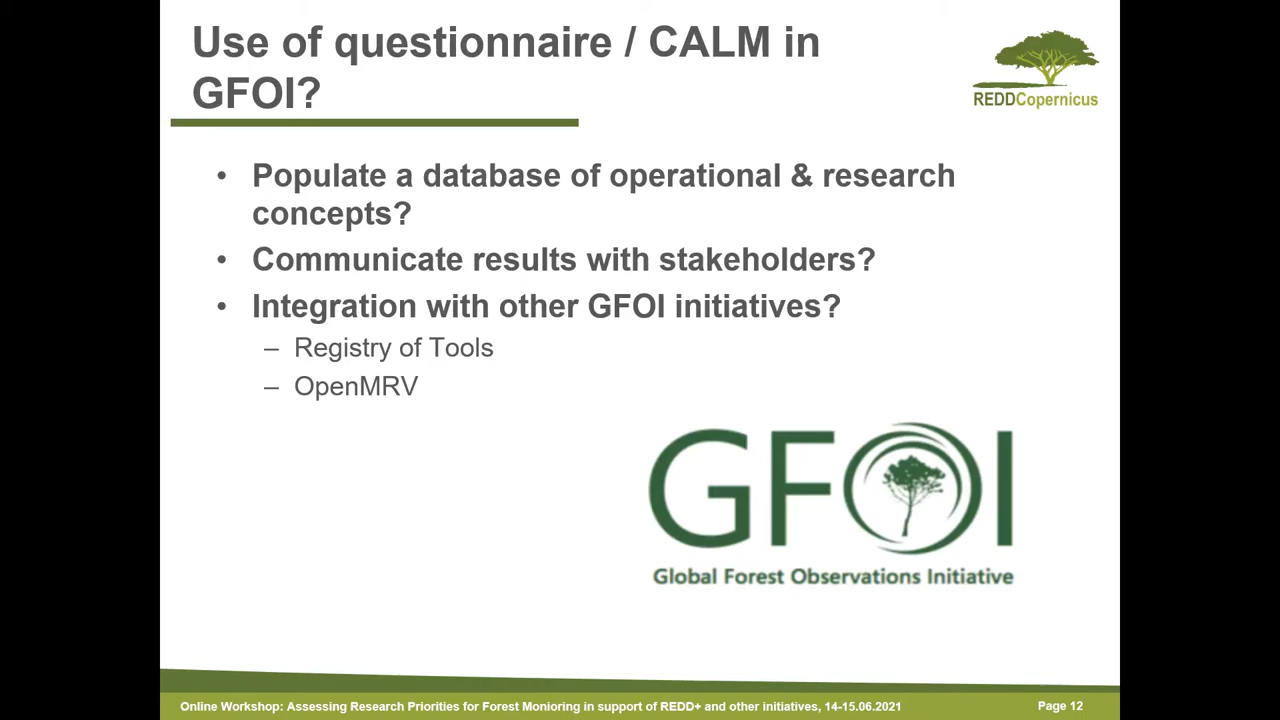 Use of questionnaire / CALM in
GFOI?
REDDCopernicus
• Populate a database of operational & research
concepts?
• Communicate results with stakeholders?
• Integration with other GFOI initiatives?
– Registry of Tools
– OpenMRV
GFOI
Global Forest Observations Initiative
Online Workshop: Assessing Research Priorities for Forest Monioring in support of REDD+ and other initiatives, 14-15.06.2021
Page 12